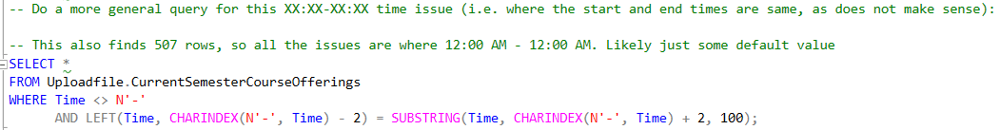 -- Do a more general query for this XX:XX-XX:XX time issue (i.e. where the start and end times are same, as does not make sense):
-- This also finds 507 rows, so all the issues are where 12:00 AM - 12:00 AM. Likely just some default value
SELECT *
FROM Uploadfile.CurrentSemesterCourseOfferings
WHERE Time <> N'-'
AND LEFT(Time, CHARINDEX(N'-', Time) - 2) = SUBSTRING(Time, CHARINDEX(N'-', Time) + 2, 100);